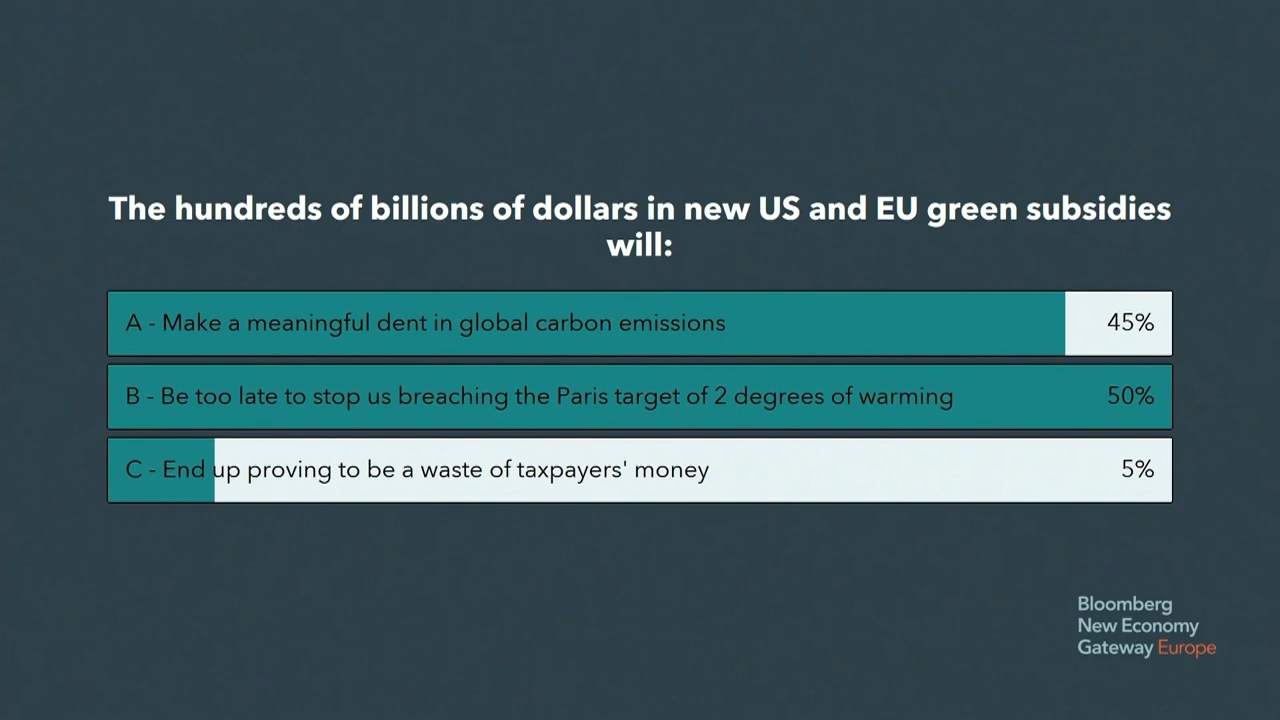 The hundreds of billions of dollars in new US and EU green subsidies
will:
A - Make a meaningful dent in global carbon emissions 45%
B - Be too late to stop us breaching the Paris target of 2 degrees of warming 50%
C - End up proving to be a waste of taxpayers' money 5%
Bloomberg
New Economy
Gateway Europe